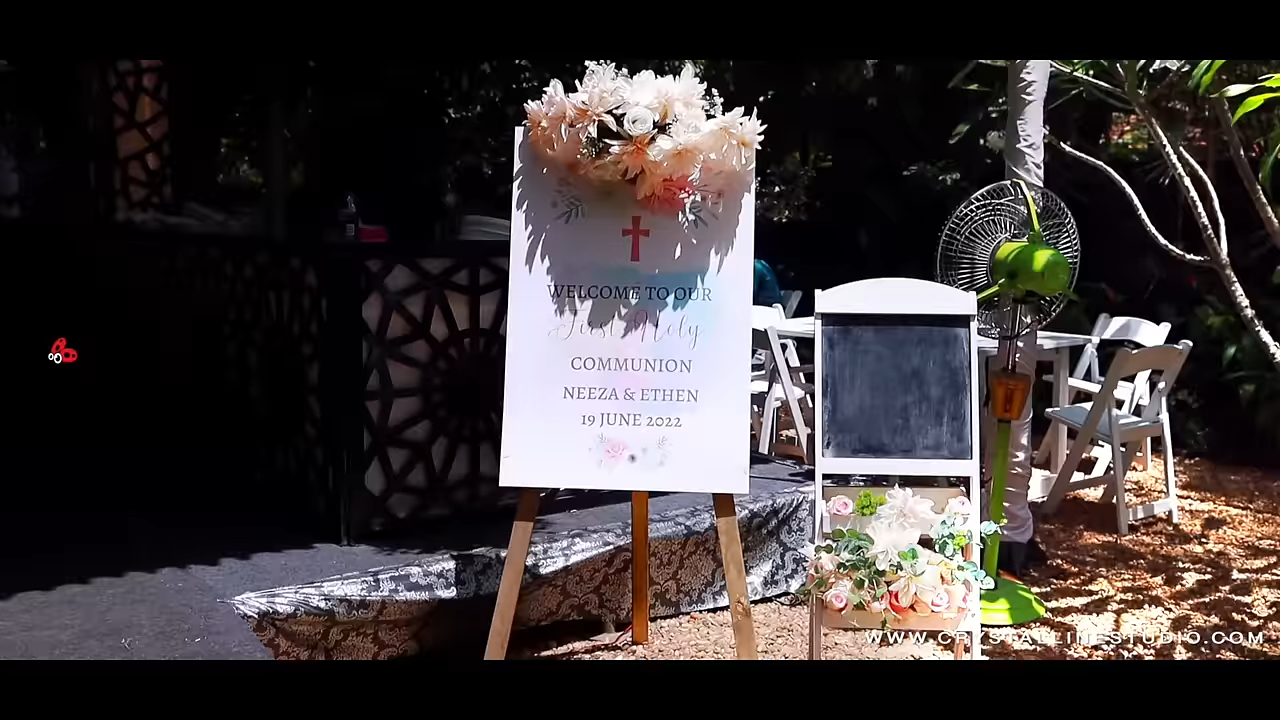 WELCOME TO OUR
First Holy
COMMUNION
NEEZA & ETHEN
19 JUNE 2022
WWW.CRYSTALLINESTUDIO.COM